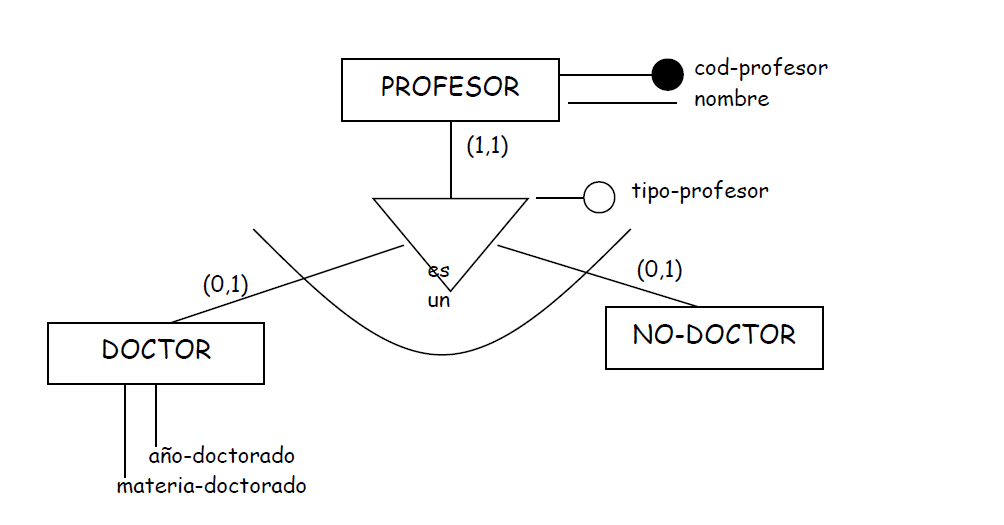 PROFESOR
cod-profesor
nombre
(1,1)
tipo-profesor
es
un
(0,1)
(0,1)
DOCTOR
NO-DOCTOR
año-doctorado
materia-doctorado